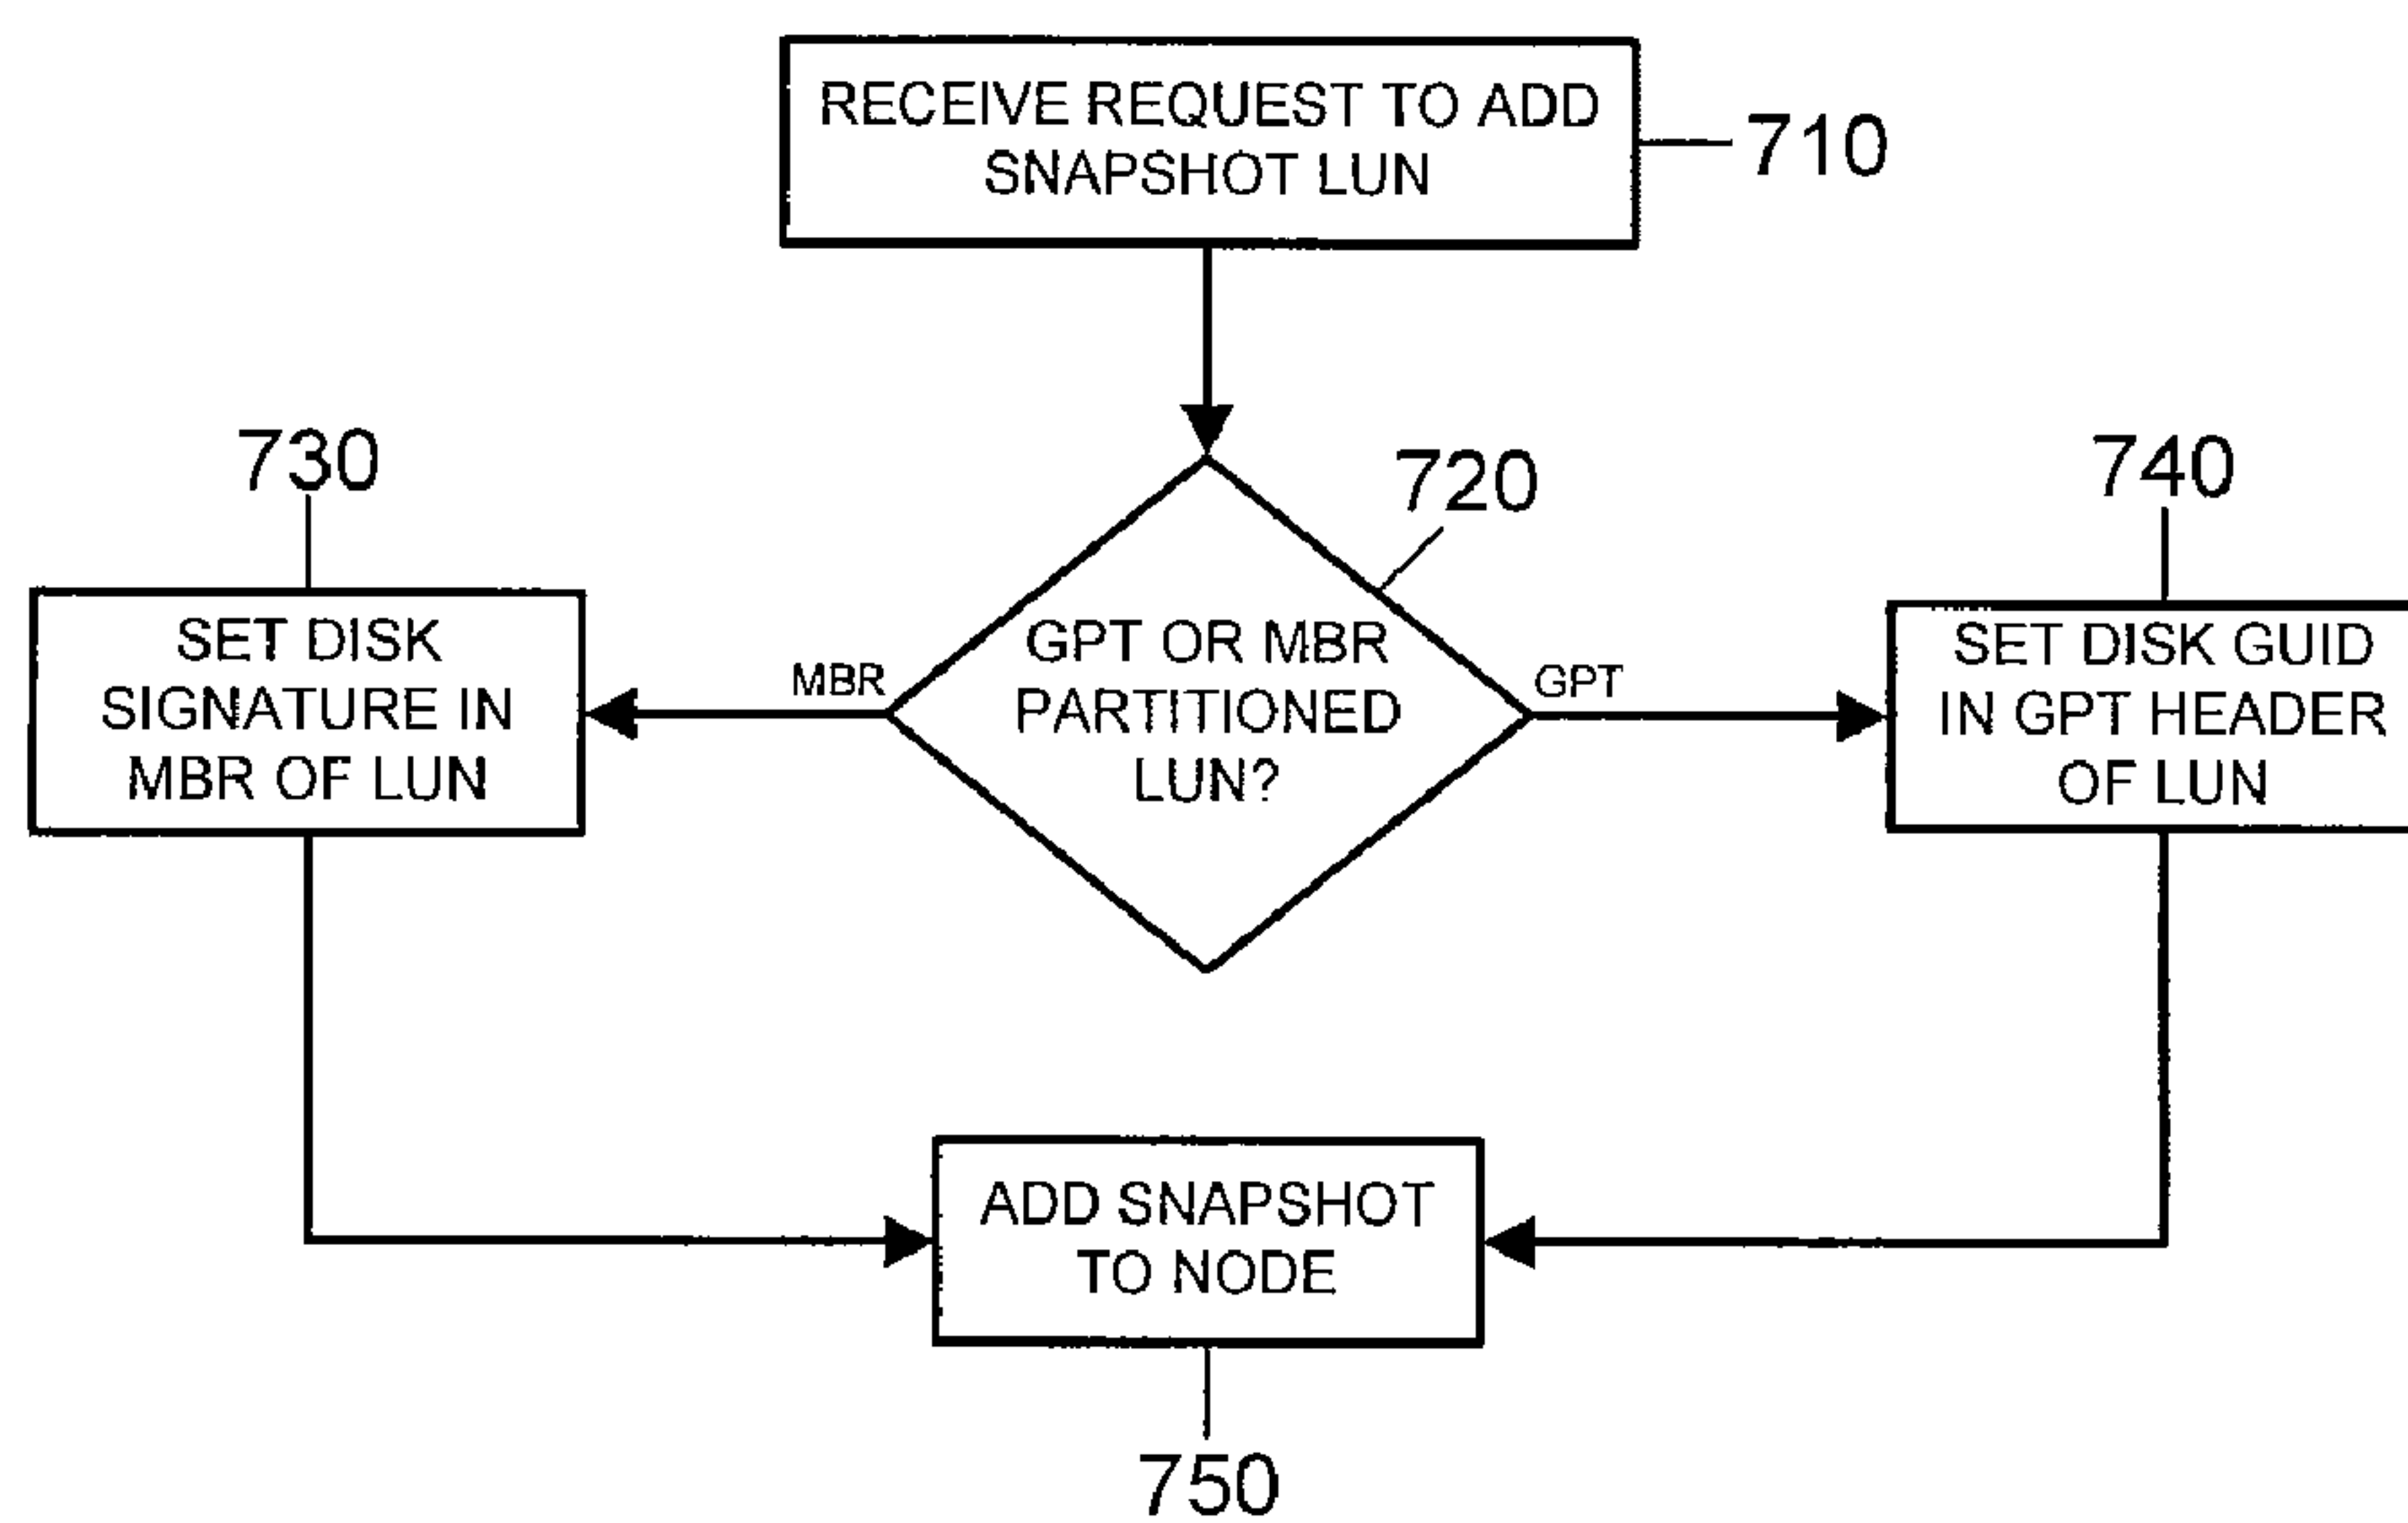 RECEIVE REQUEST TO ADD
SNAPSHOT LUN
710
730
720
740
SET DISK
SIGNATURE IN
MBR OF LUN
MBR
GPT OR MBR
PARTITIONED
LUN?
GPT
SET DISK GUID
IN GPT HEADER
OF LUN
ADD SNAPSHOT
TO NODE
750